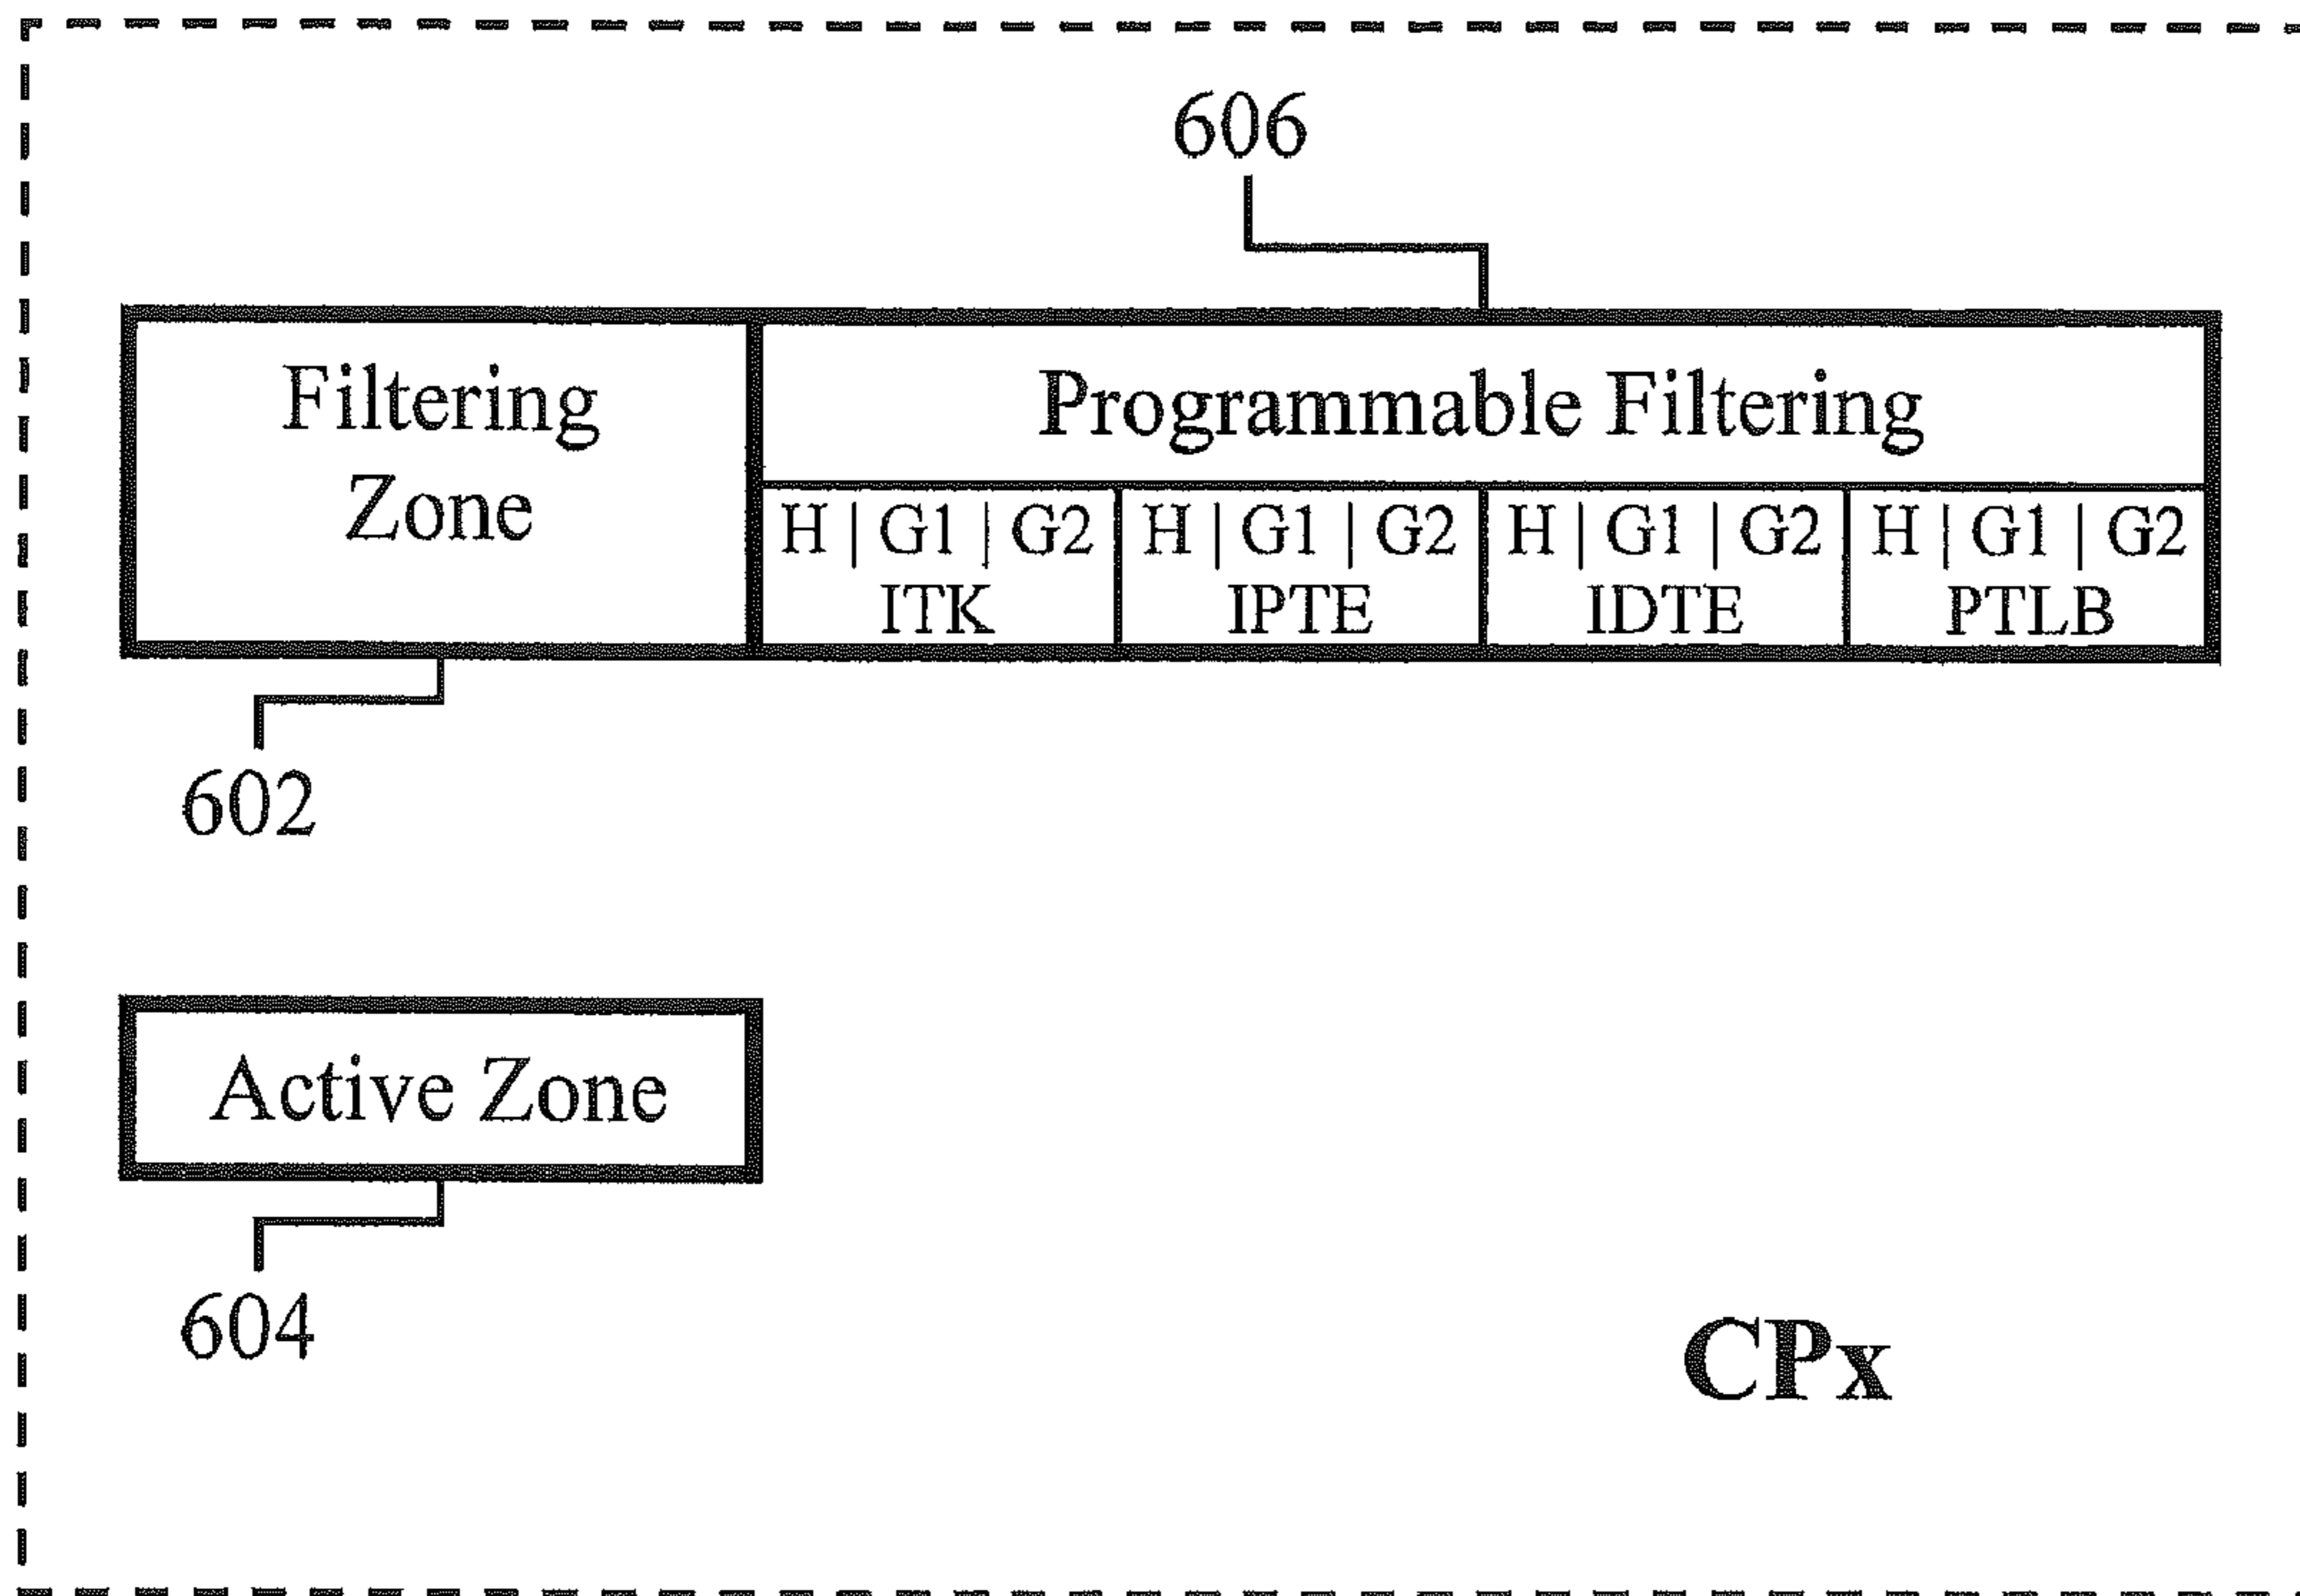 606
Filtering
Zone
Programmable Filtering
H | G1 | G2
ITK
H | G1 | G2
IPTE
H | G1 | G2
IDTE
H | G1 | G2
PTLB
602
Active Zone
604
CPx